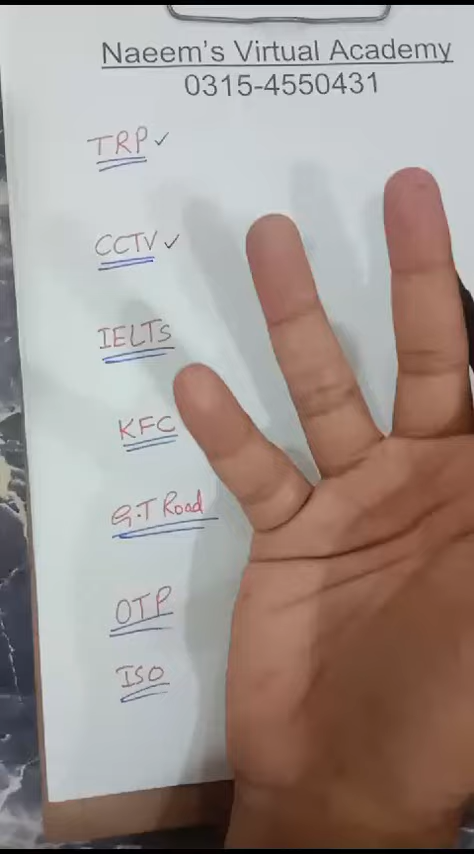 Naeem's Virtual Academy
0315-4550431
TRP ✓
CCTV ✓
IELTs
KFC
G.T Road
OTP
ISO